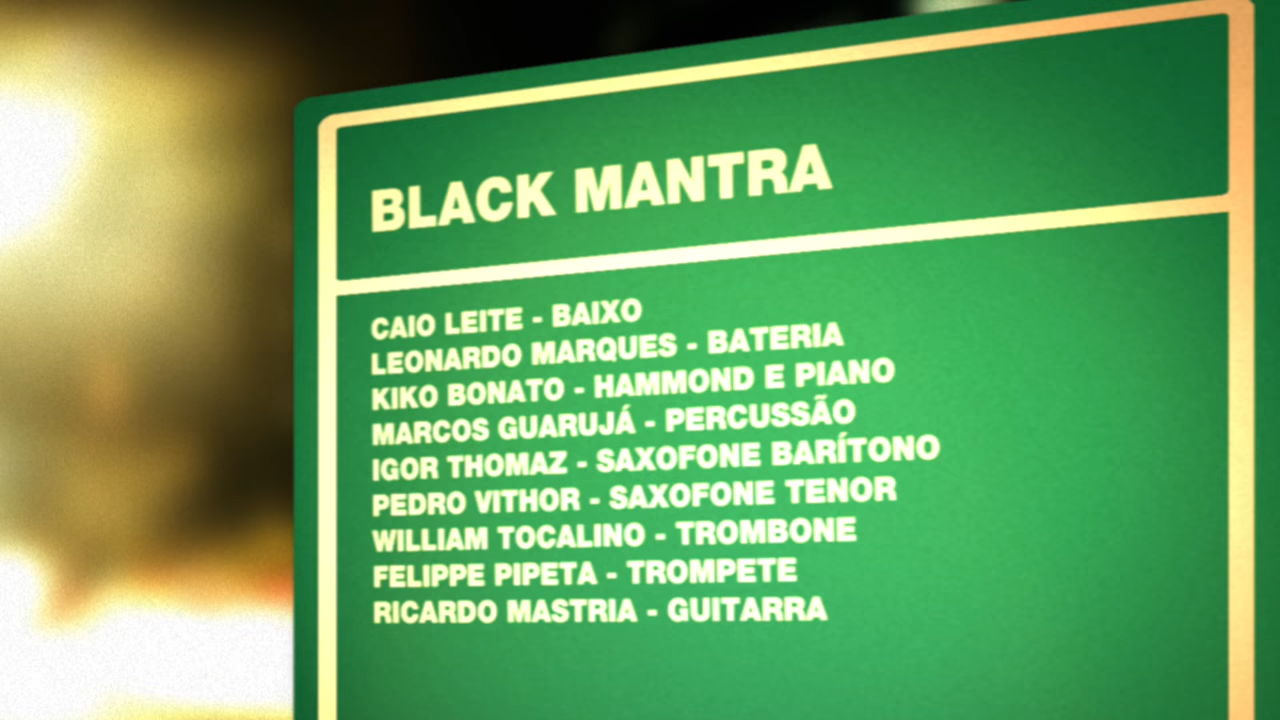 BLACK MANTRA
CAIO LEITE - BAIXO
LEONARDO MARQUES - BATERIA
KIKO BONATO - HAMMOND E PIANO
MARCOS GUARUJÁ - PERCUSSÃO
IGOR THOMAZ - SAXOFONE BARÍTONO
PEDRO VITHOR - SAXOFONE TENOR
WILLIAM TOCALINO - TROMBONE
FELIPPE PIPETA - TROMPETE
RICARDO MASTRIA - GUITARRA